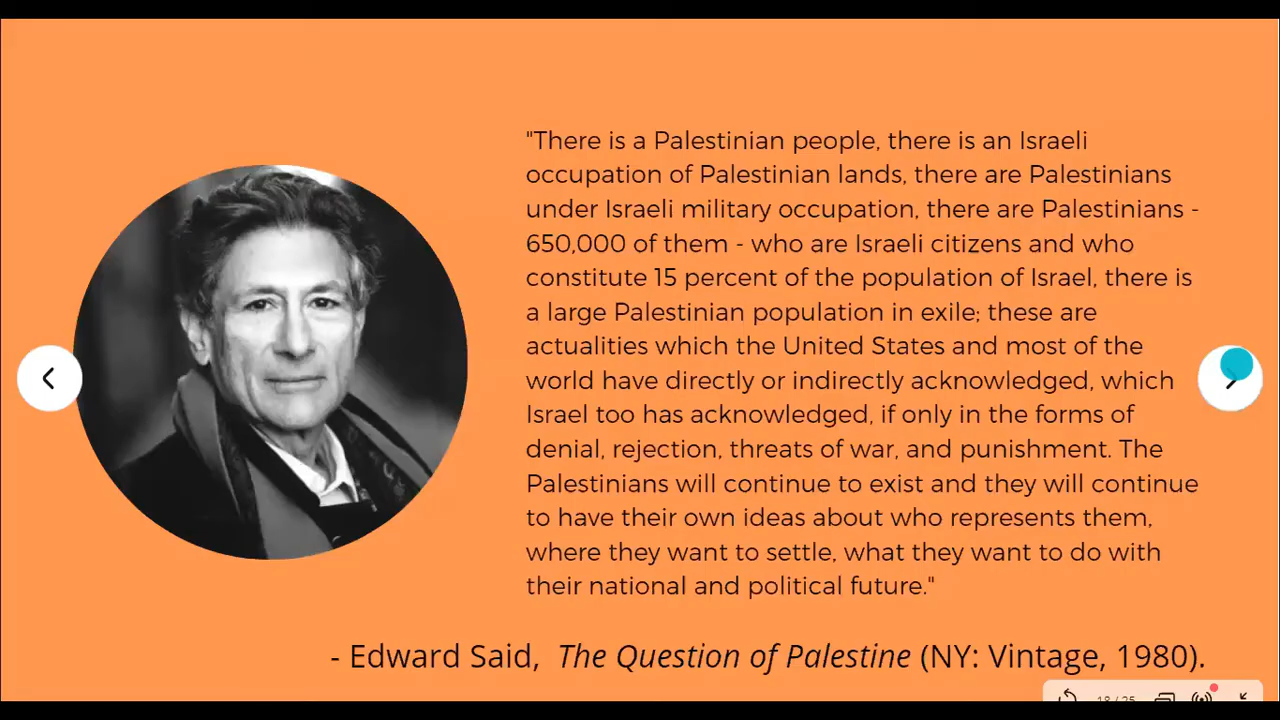 "There is a Palestinian people, there is an Israeli
occupation of Palestinian lands, there are Palestinians
under Israeli military occupation, there are Palestinians -
650,000 of them - who are Israeli citizens and who
constitute 15 percent of the population of Israel, there is
a large Palestinian population in exile; these are
actualities which the United States and most of the
world have directly or indirectly acknowledged, which
Israel too has acknowledged, if only in the forms of
denial, rejection, threats of war, and punishment. The
Palestinians will continue to exist and they will continue
to have their own ideas about who represents them,
where they want to settle, what they want to do with
their national and political future."
- Edward Said, The Question of Palestine (NY: Vintage, 1980).
18 / 25